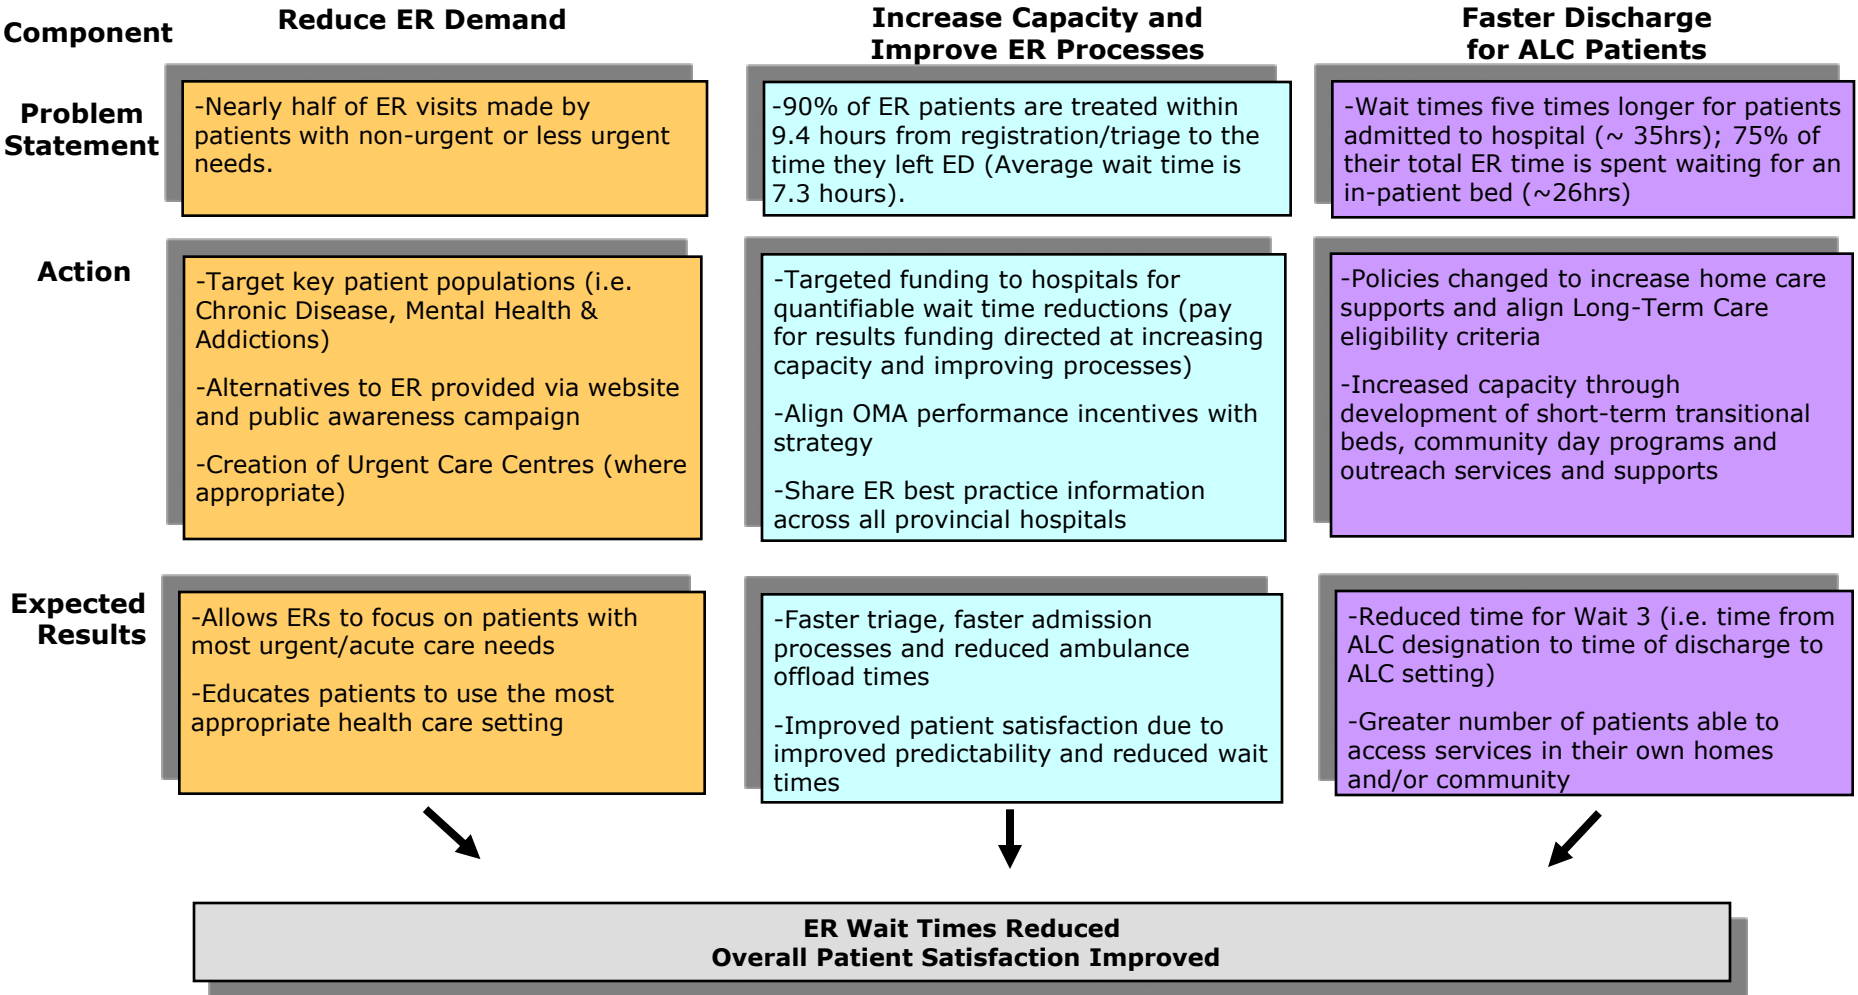 Component
Reduce ER Demand
Increase Capacity and
Improve ER Processes
Faster Discharge
for ALC Patients
Problem
Statement
-Nearly half of ER visits made by
patients with non-urgent or less urgent
needs.
-90% of ER patients are treated within
9.4 hours from registration/triage to the
time they left ED (Average wait time is
7.3 hours).
-Wait times five times longer for patients
admitted to hospital (~ 35hrs); 75% of
their total ER time is spent waiting for an
in-patient bed (~26hrs)
Action
-Target key patient populations (i.e.
Chronic Disease, Mental Health &
Addictions)
-Alternatives to ER provided via website
and public awareness campaign
-Creation of Urgent Care Centres (where
appropriate)
-Targeted funding to hospitals for
quantifiable wait time reductions (pay
for results funding directed at increasing
capacity and improving processes)
-Align OMA performance incentives with
strategy
-Share ER best practice information
across all provincial hospitals
-Policies changed to increase home care
supports and align Long-Term Care
eligibility criteria
-Increased capacity through
development of short-term transitional
beds, community day programs and
outreach services and supports
Expected
Results
-Allows ERs to focus on patients with
most urgent/acute care needs
-Educates patients to use the most
appropriate health care setting
-Faster triage, faster admission
processes and reduced ambulance
offload times
-Improved patient satisfaction due to
improved predictability and reduced wait
times
-Reduced time for Wait 3 (i.e. time from
ALC designation to time of discharge to
ALC setting)
-Greater number of patients able to
access services in their own homes
and/or community
ER Wait Times Reduced
Overall Patient Satisfaction Improved